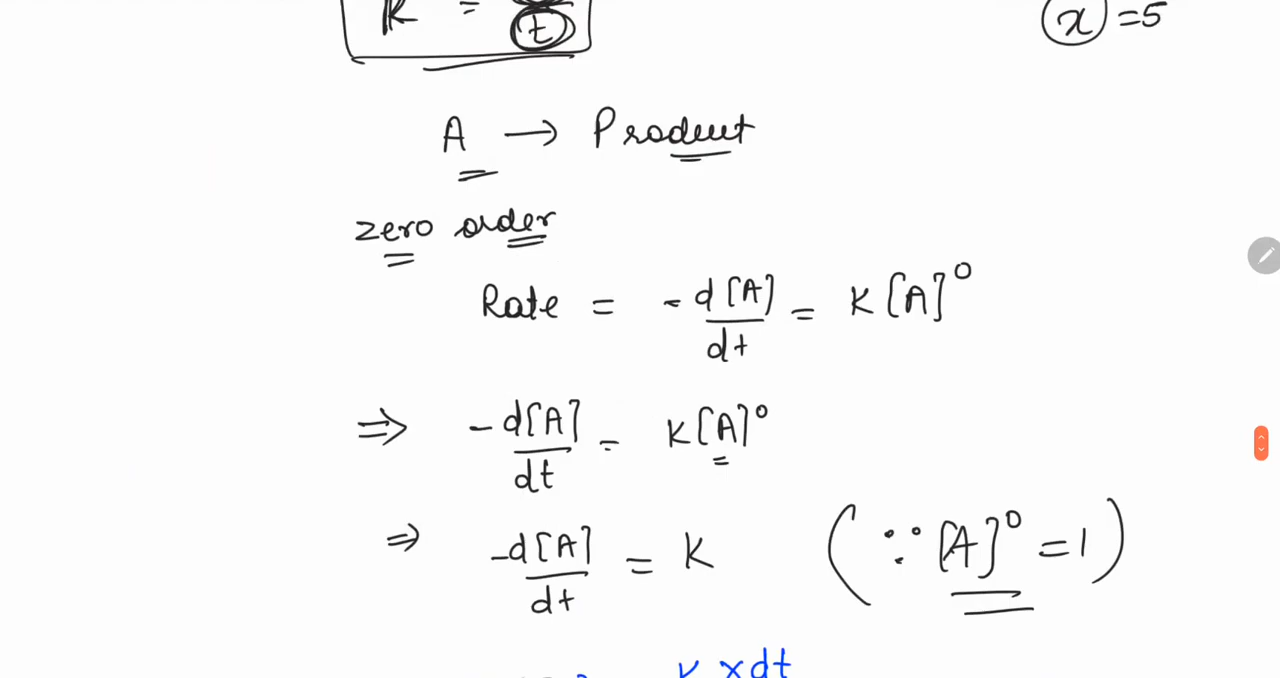 K = /t
x = 5
A → Product
zero order
Rate = -d[A]/dt = K[A]⁰
⇒ -d[A]/dt = K[A]⁰
⇒ -d[A]/dt = K (∵ [A]⁰ = 1)
K × dt